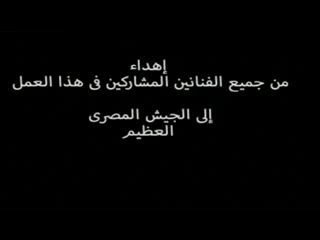 إهداء
من جميع الفنانين المشاركين فى هذا العمل
إلى الجيش المصرى
العظيم